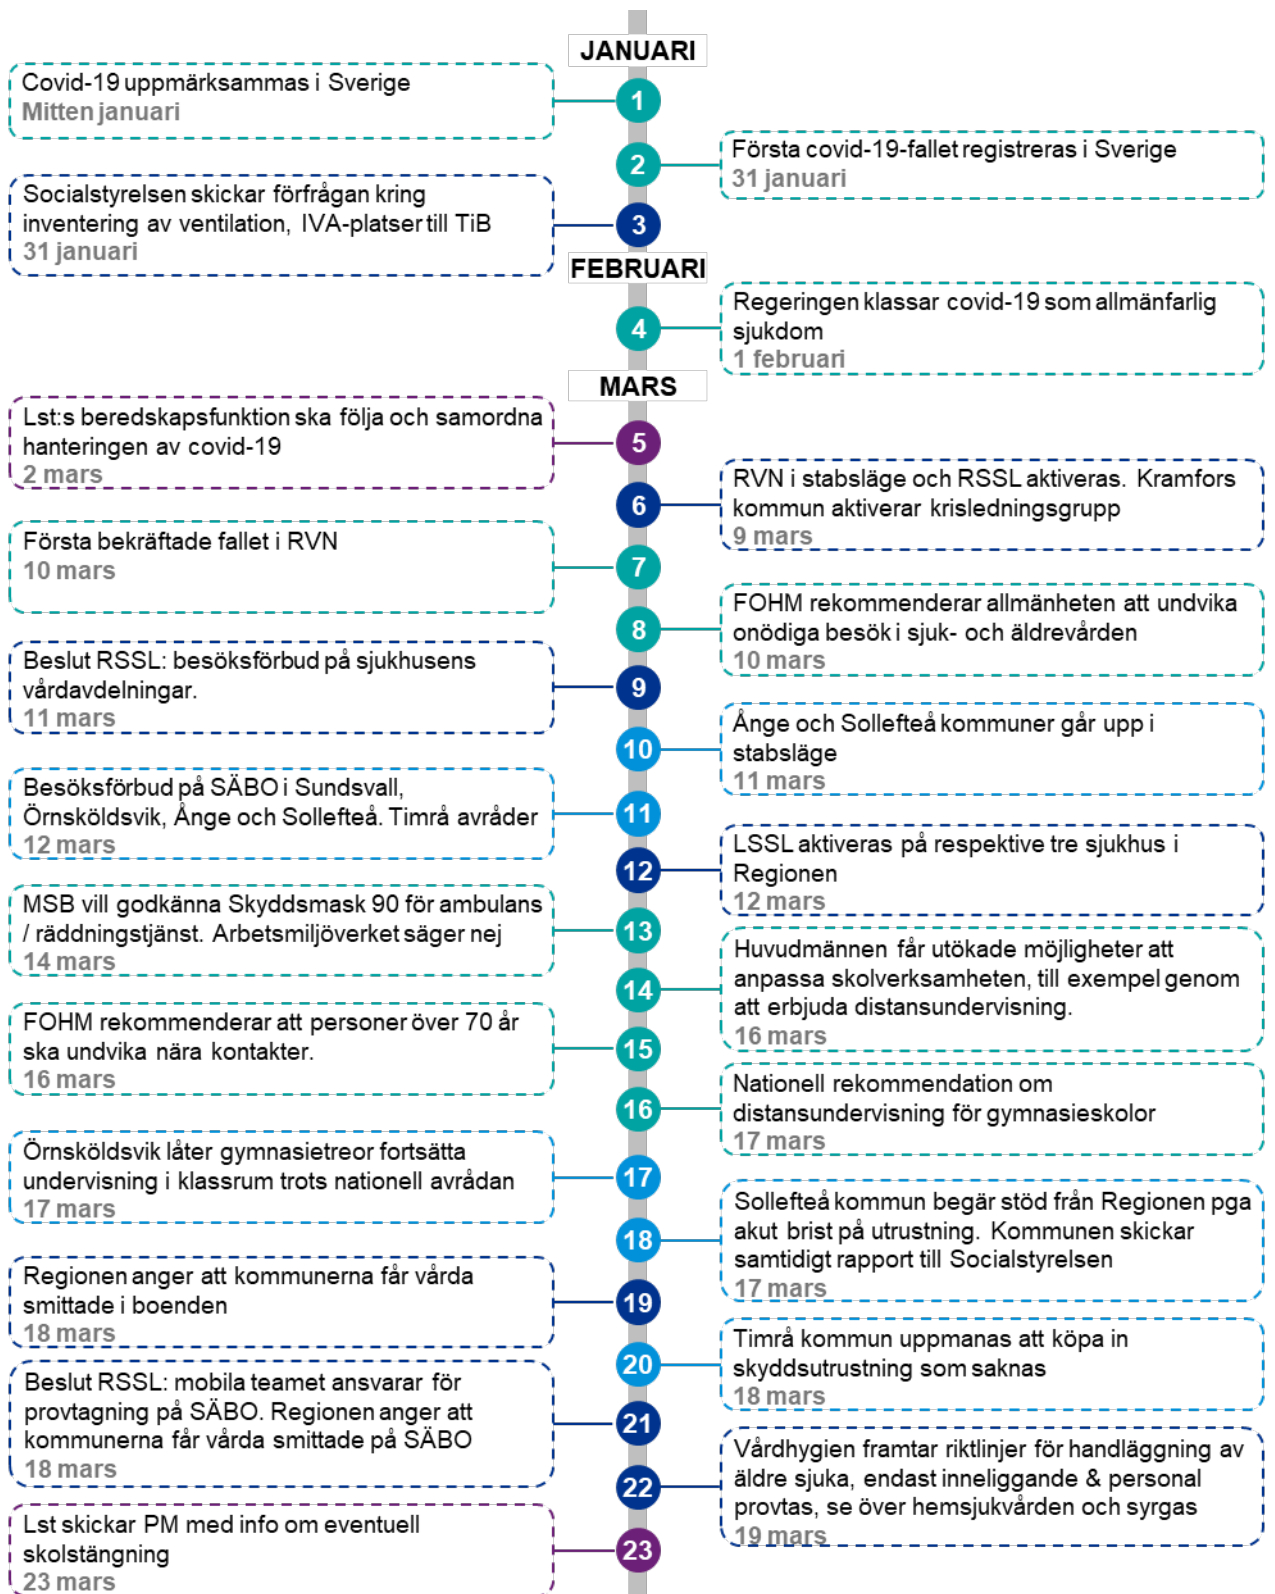 JANUARI
Covid-19 uppmärksammas i Sverige
Mitten januari
1
2
Första covid-19-fallet registreras i Sverige
31 januari
Socialstyrelsen skickar förfrågan kring
inventering av ventilation, IVA-platser till TiB
31 januari
3
FEBRUARI
4
Regeringen klassar covid-19 som allmänfarlig
sjukdom
1 februari
MARS
Lst:s beredskapsfunktion ska följa och samordna
hanteringen av covid-19
2 mars
5
6
RVN i stabsläge och RSSL aktiveras. Kramfors
kommun aktiverar krisledningsgrupp
9 mars
Första bekräftade fallet i RVN
10 mars
7
8
FOHM rekommenderar allmänheten att undvika
onödiga besök i sjuk- och äldrevården
10 mars
Beslut RSSL: besöksförbud på sjukhusens
vårdavdelningar.
11 mars
9
10
Ånge och Sollefteå kommuner går upp i
stabsläge
11 mars
Besöksförbud på SÄBO i Sundsvall,
Örnsköldsvik, Ånge och Sollefteå. Timrå avråder
12 mars
11
12
LSSL aktiveras på respektive tre sjukhus i
Regionen
12 mars
MSB vill godkänna Skyddsmask 90 för ambulans
/ räddningstjänst. Arbetsmiljöverket säger nej
14 mars
13
14
Huvudmännen får utökade möjligheter att
anpassa skolverksamheten, till exempel genom
att erbjuda distansundervisning.
16 mars
FOHM rekommenderar att personer över 70 år
ska undvika nära kontakter.
16 mars
15
16
Nationell rekommendation om
distansundervisning för gymnasieskolor
17 mars
Örnsköldsvik låter gymnasietreor fortsätta
undervisning i klassrum trots nationell avrådan
17 mars
17
18
Sollefteå kommun begär stöd från Regionen pga
akut brist på utrustning. Kommunen skickar
samtidigt rapport till Socialstyrelsen
17 mars
Regionen anger att kommunerna får vårda
smittade i boenden
18 mars
19
20
Timrå kommun uppmanas att köpa in
skyddsutrustning som saknas
18 mars
Beslut RSSL: mobila teamet ansvarar för
provtagning på SÄBO. Regionen anger att
kommunerna får vårda smittade på SÄBO
18 mars
21
22
Vårdhygien framtar riktlinjer för handläggning av
äldre sjuka, endast inneliggande & personal
provtas, se över hemsjukvården och syrgas
19 mars
Lst skickar PM med info om eventuell
skolstängning
23 mars
23